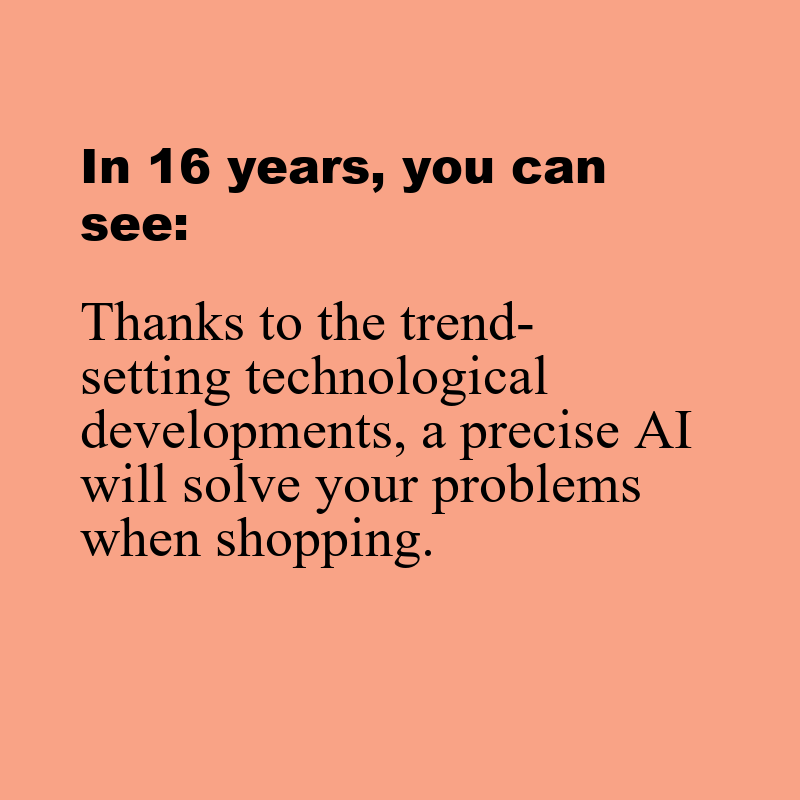 In 16 years, you can
see:
Thanks to the trend-
setting technological
developments, a precise AI
will solve your problems
when shopping.